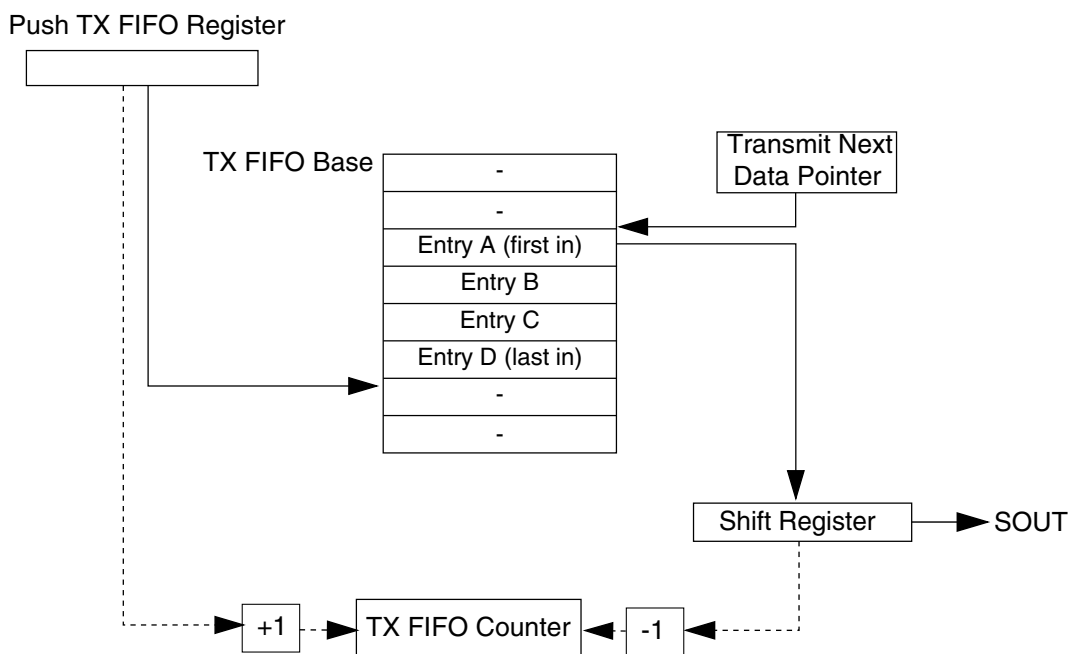 Push TX FIFO Register
TX FIFO Base
-
-
Entry A (first in)
Entry B
Entry C
Entry D (last in)
-
-
Transmit Next
Data Pointer
Shift Register
SOUT
+1
TX FIFO Counter
-1